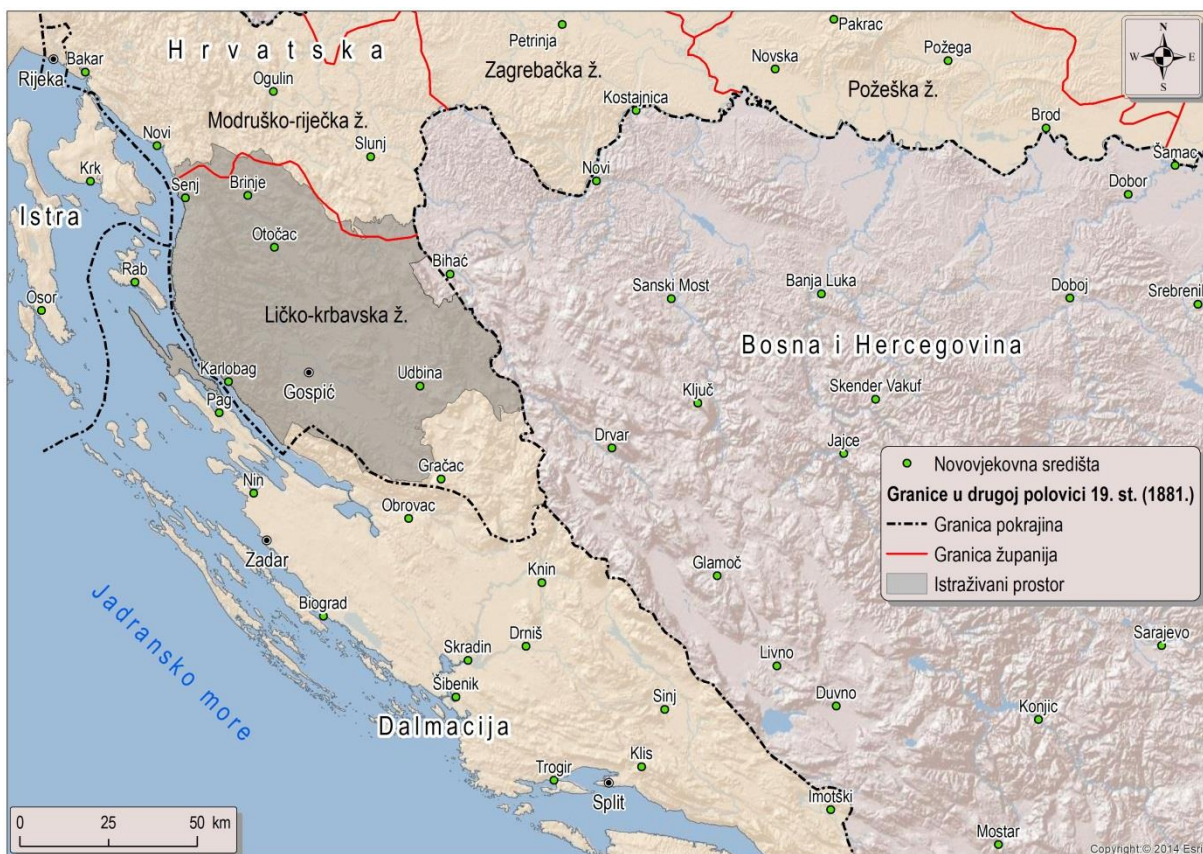 Hrvatska
Petrinja
Pakrac
N
W E
S
Bakar
Rijeka
Novska
Požega
Zagrebačka ž.
Ogulin
Požeška ž.
Kostajnica
Modruško-riječka ž.
Brod
Novi
Slunj
Šamac
Krk
Novi
Senj
Brinje
Dobor
Istra
Otočac
Bihać
Rab
Sanski Most
Banja Luka
Doboj
Srebrenik
Osor
Ličko-krbavska ž.
Bosna i Hercegovina
Karlobag
Udbina
Gospić
Ključ
Skender Vakuf
Pag
Drvar
Jajce
Gračac
Nin
Obrovac
Novovjekovna središta
Granice u drugoj polovici 19. st. (1881.)
Granica pokrajina
Granica županija
Istraživani prostor
Zadar
Knin
Glamoč
Biograd
Jadransko more
Skradin
Drniš
Sarajevo
Livno
Šibenik
Duvno
Sinj
Konjic
Dalmacija
Klis
Trogir
Split
Imotski
0 25 50 km
Mostar
Copyright:© 2014 Esri